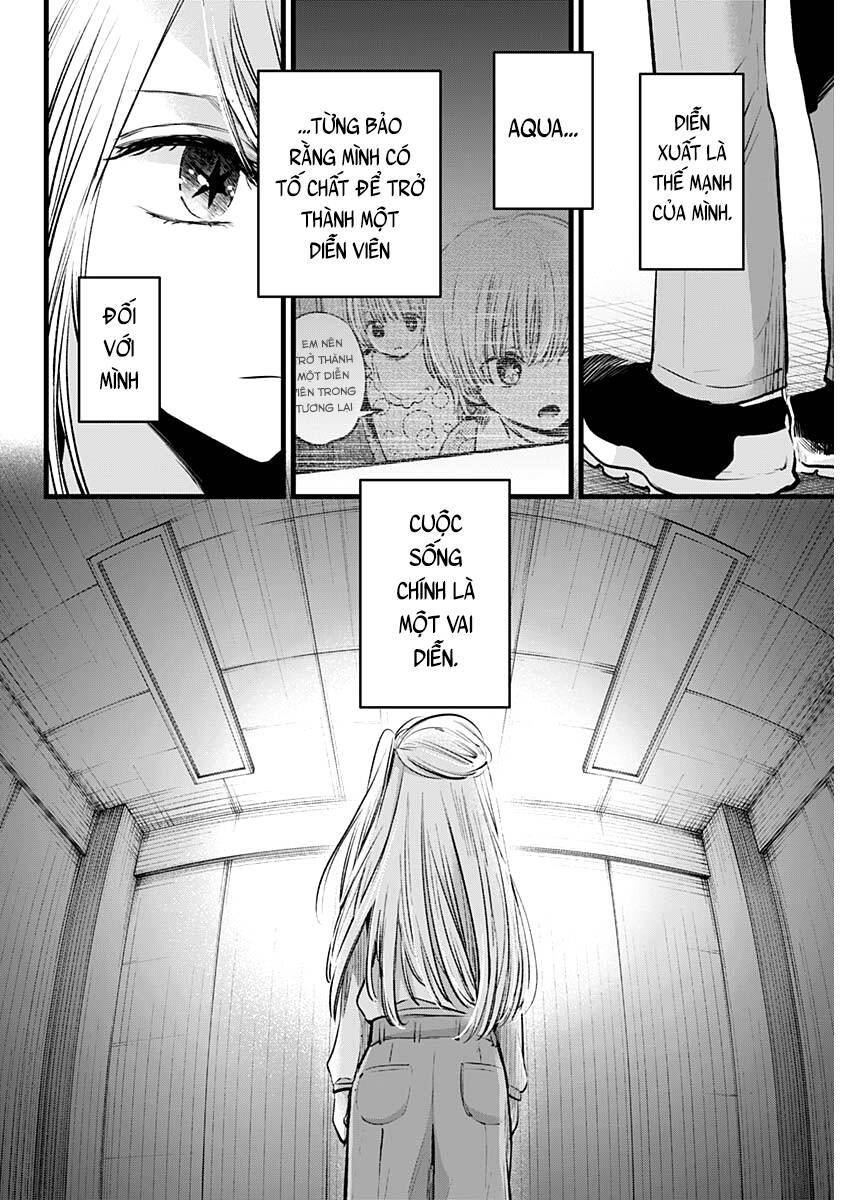 DIỄN
XUẤT LÀ
THẾ MẠNH
CỦA MÌNH.
AQUA...
...TỪNG BẢO
RẰNG MÌNH CÓ
TỐ CHẤT ĐỂ TRỞ
THÀNH MỘT
DIỄN VIÊN
EM NÊN
TRỞ THÀNH
MỘT DIỄN
VIÊN TRONG
TƯƠNG LẠI
ĐỐI
VỚI
MÌNH
CUỘC
SỐNG
CHÍNH LÀ
MỘT VAI
DIỄN.